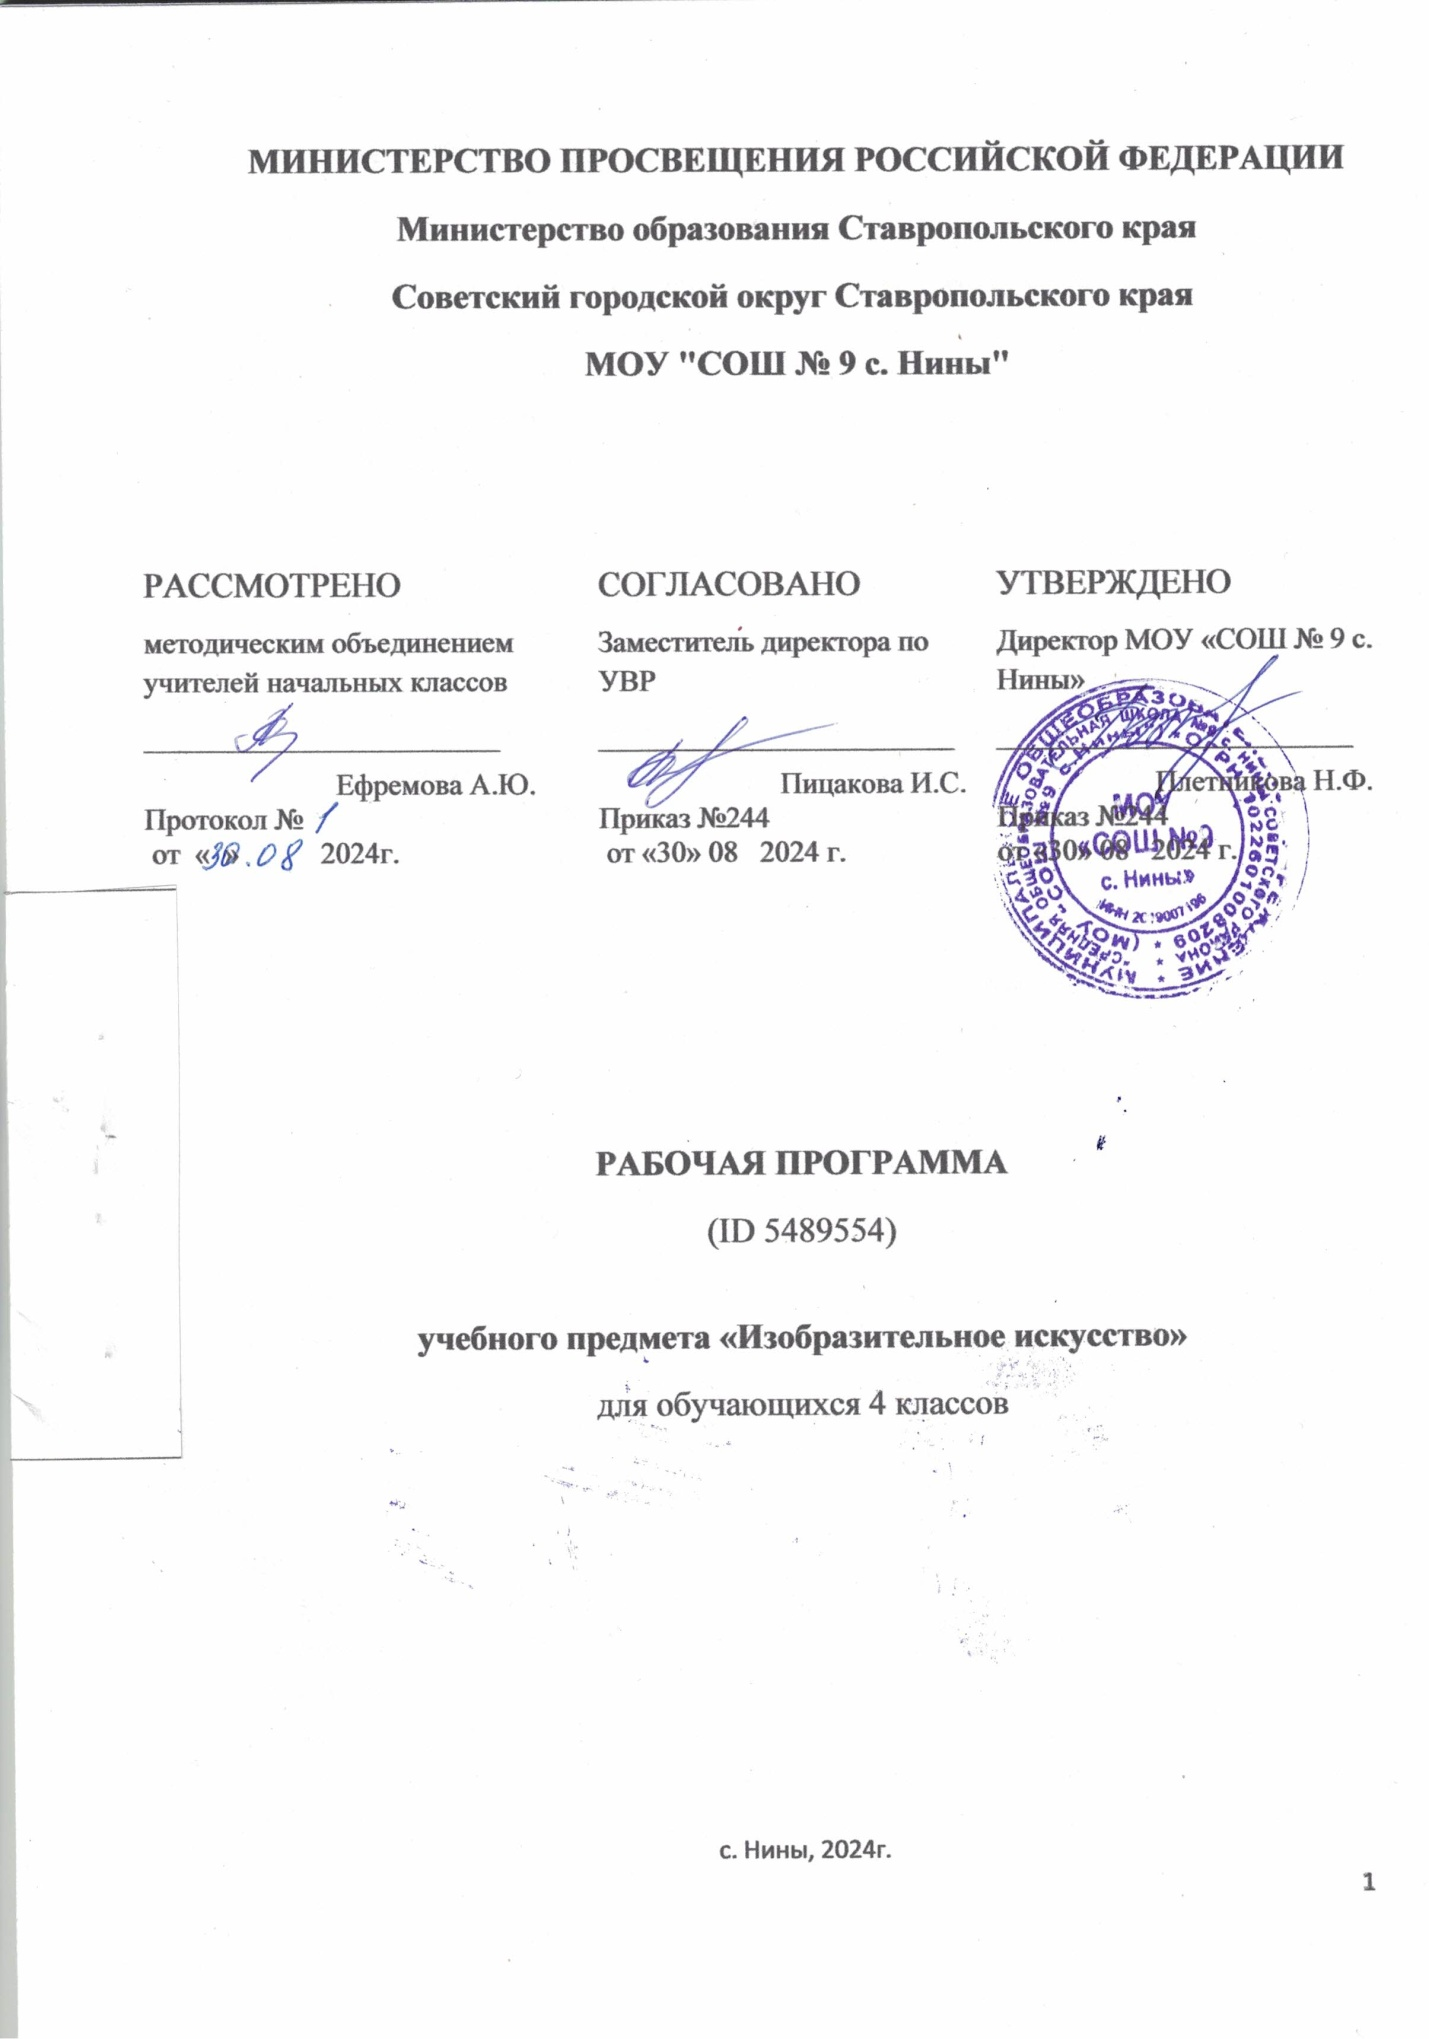 МИНИСТЕРСТВО ПРОСВЕЩЕНИЯ РОССИЙСКОЙ ФЕДЕРАЦИИ
Министерство образования Ставропольского края
Советский городской округ Ставропольского края
МОУ "СОШ № 9 с. Нины"
РАССМОТРЕНО
методическим объединением
учителей начальных классов
Ефремова А.Ю.
Протокол № 1
от «30» .08 2024г.
СОГЛАСОВАНО
Заместитель директора по
УВР
Пицакова И.С.
Приказ №244
от «30» 08 2024 г.
УТВЕРЖДЕНО
Директор МОУ «СОШ № 9 с.
Нины»
Плетникова Н.Ф.
Приказ №244
от «30» 08 2024 г.
МОУ
«СОШ №9
с. Нины»
РАБОЧАЯ ПРОГРАММА
(ID 5489554)
учебного предмета «Изобразительное искусство»
для обучающихся 4 классов
с. Нины, 2024г.
1